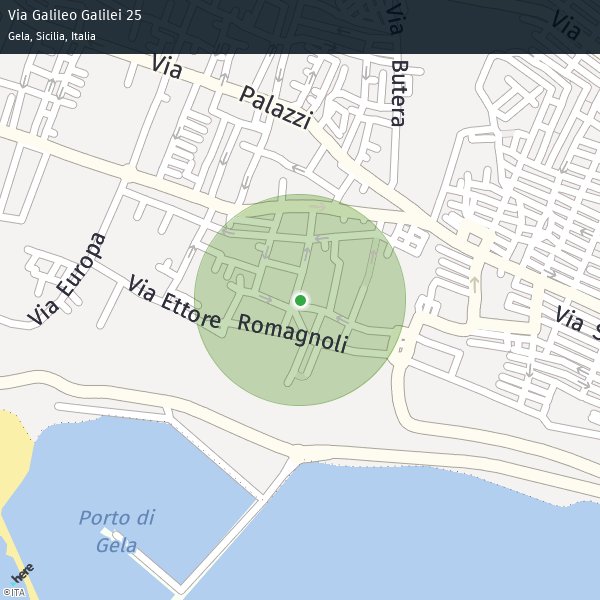 Via Galileo Galilei 25
Gela, Sicilia, Italia
Via
Palazzi
Via
Butera
Via
Via Europa
Via Ettore Romagnoli
Via S
Porto di
Gela
here
©ITA